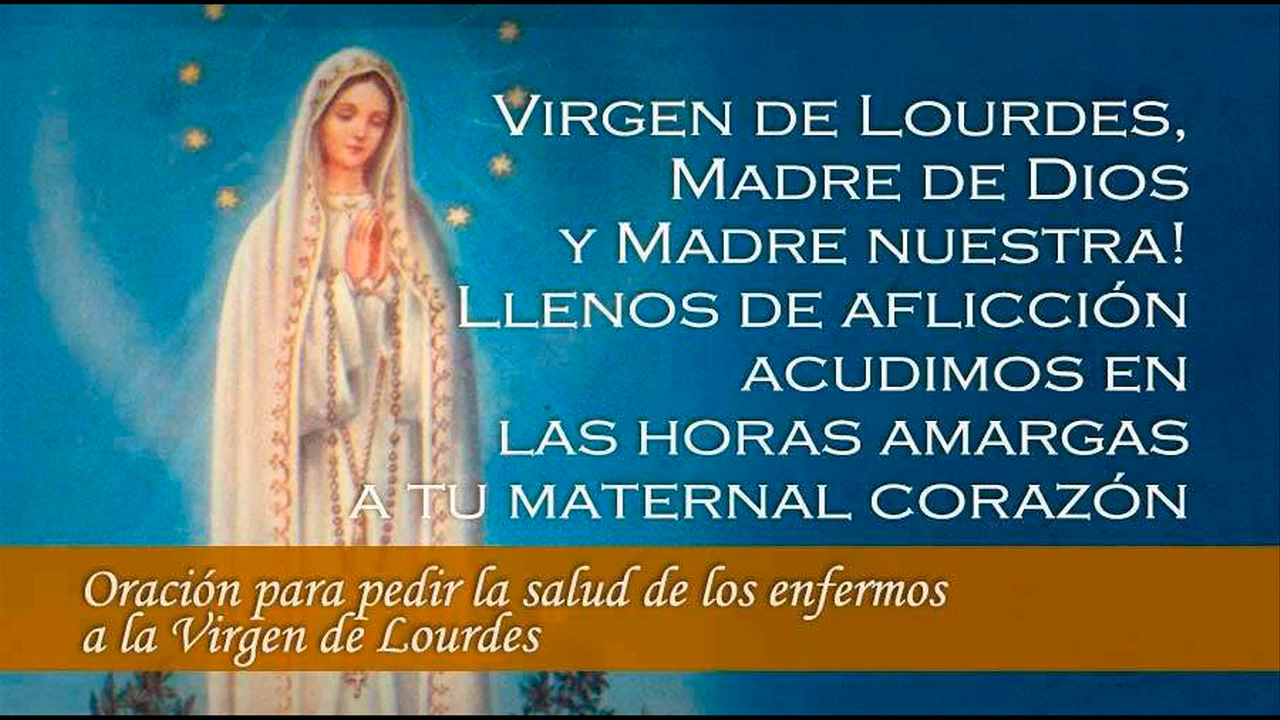 Virgen de Lourdes,
Madre de Dios
y Madre nuestra!
Llenos de aflicción
acudimos en
las horas amargas
a tu maternal corazón
Oración para pedir la salud de los enfermos
a la Virgen de Lourdes